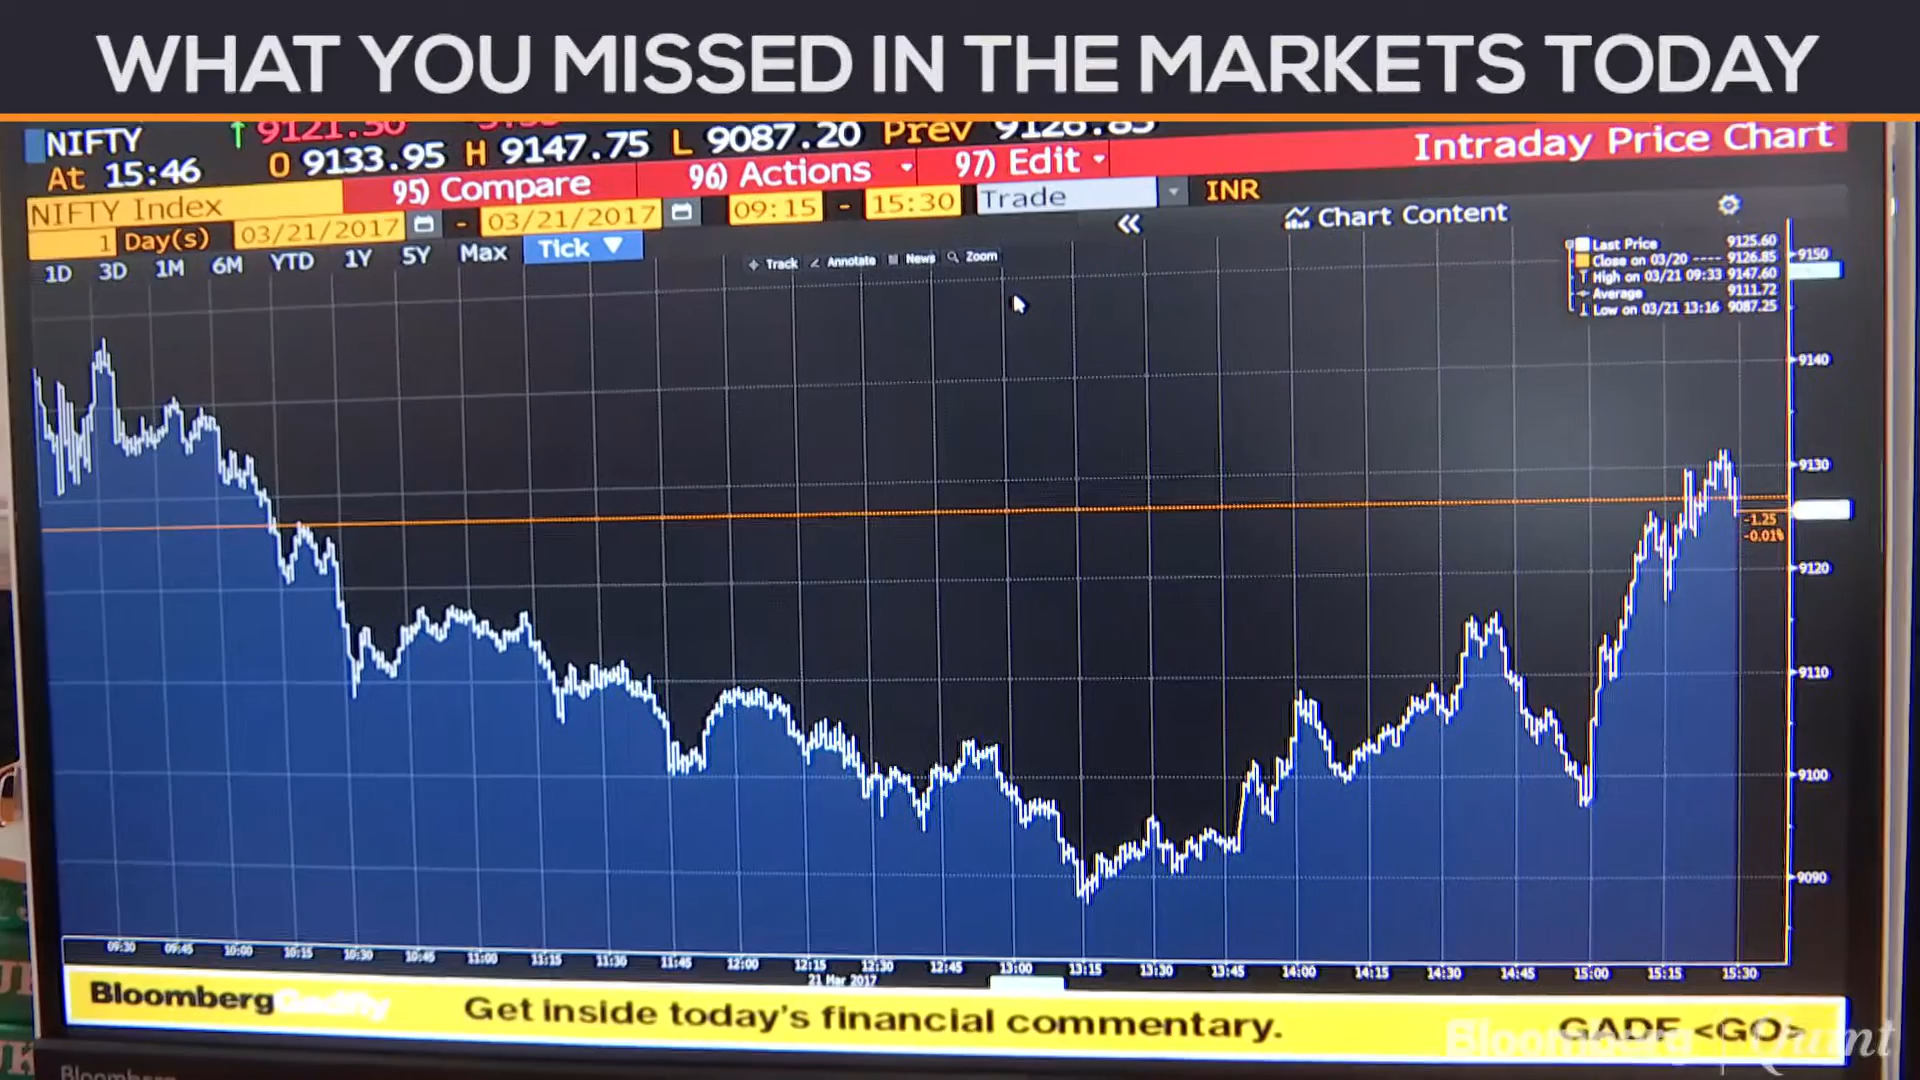 WHAT YOU MISSED IN THE MARKETS TODAY
NIFTY ↑ 9121.50
At 15:46 O 9133.95 H 9147.75 L 9087.20 Prev 9126.85
95) Compare 96) Actions 97) Edit Intraday Price Chart
NIFTY Index 09:15 - 15:30 Trade INR
1 Day(s) 03/21/2017 - 03/21/2017
« Chart Content
1D 3D 1M 6M YTD 1Y 5Y Max Tick ▼
Track Annotate News Zoom
Last Price 9125.60
Close on 03/20 ---- 9126.85
High on 03/21 09:33 9147.60
Average 9111.72
Low on 03/21 13:16 9087.25
9150
9140
9130
-1.25
-0.01%
9120
9110
9100
9090
09:30 09:45 10:00 10:15 10:30 10:45 11:00 11:15 11:30 11:45 12:00 12:15 12:30 12:45 13:00 13:15 13:30 13:45 14:00 14:15 14:30 14:45 15:00 15:15 15:30
21 Mar 2017
Bloomberg Gadfly Get inside today's financial commentary. GADF <GO>
Bloomberg | Quint
Bloomberg